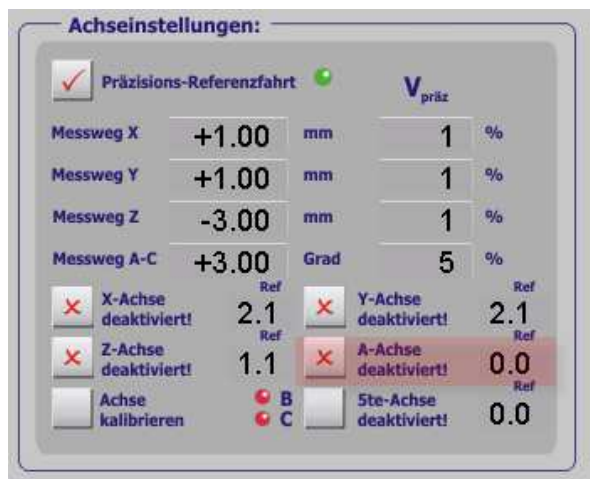 Achseinstellungen:
Präzisions-Referenzfahrt
V präz
Messweg X +1.00 mm 1 %
Messweg Y +1.00 mm 1 %
Messweg Z -3.00 mm 1 %
Messweg A-C +3.00 Grad 5 %
X-Achse deaktiviert! Ref 2.1
Y-Achse deaktiviert! Ref 2.1
Z-Achse deaktiviert! Ref 1.1
A-Achse deaktiviert! Ref 0.0
Achse kalibrieren B C
5te-Achse deaktiviert! Ref 0.0